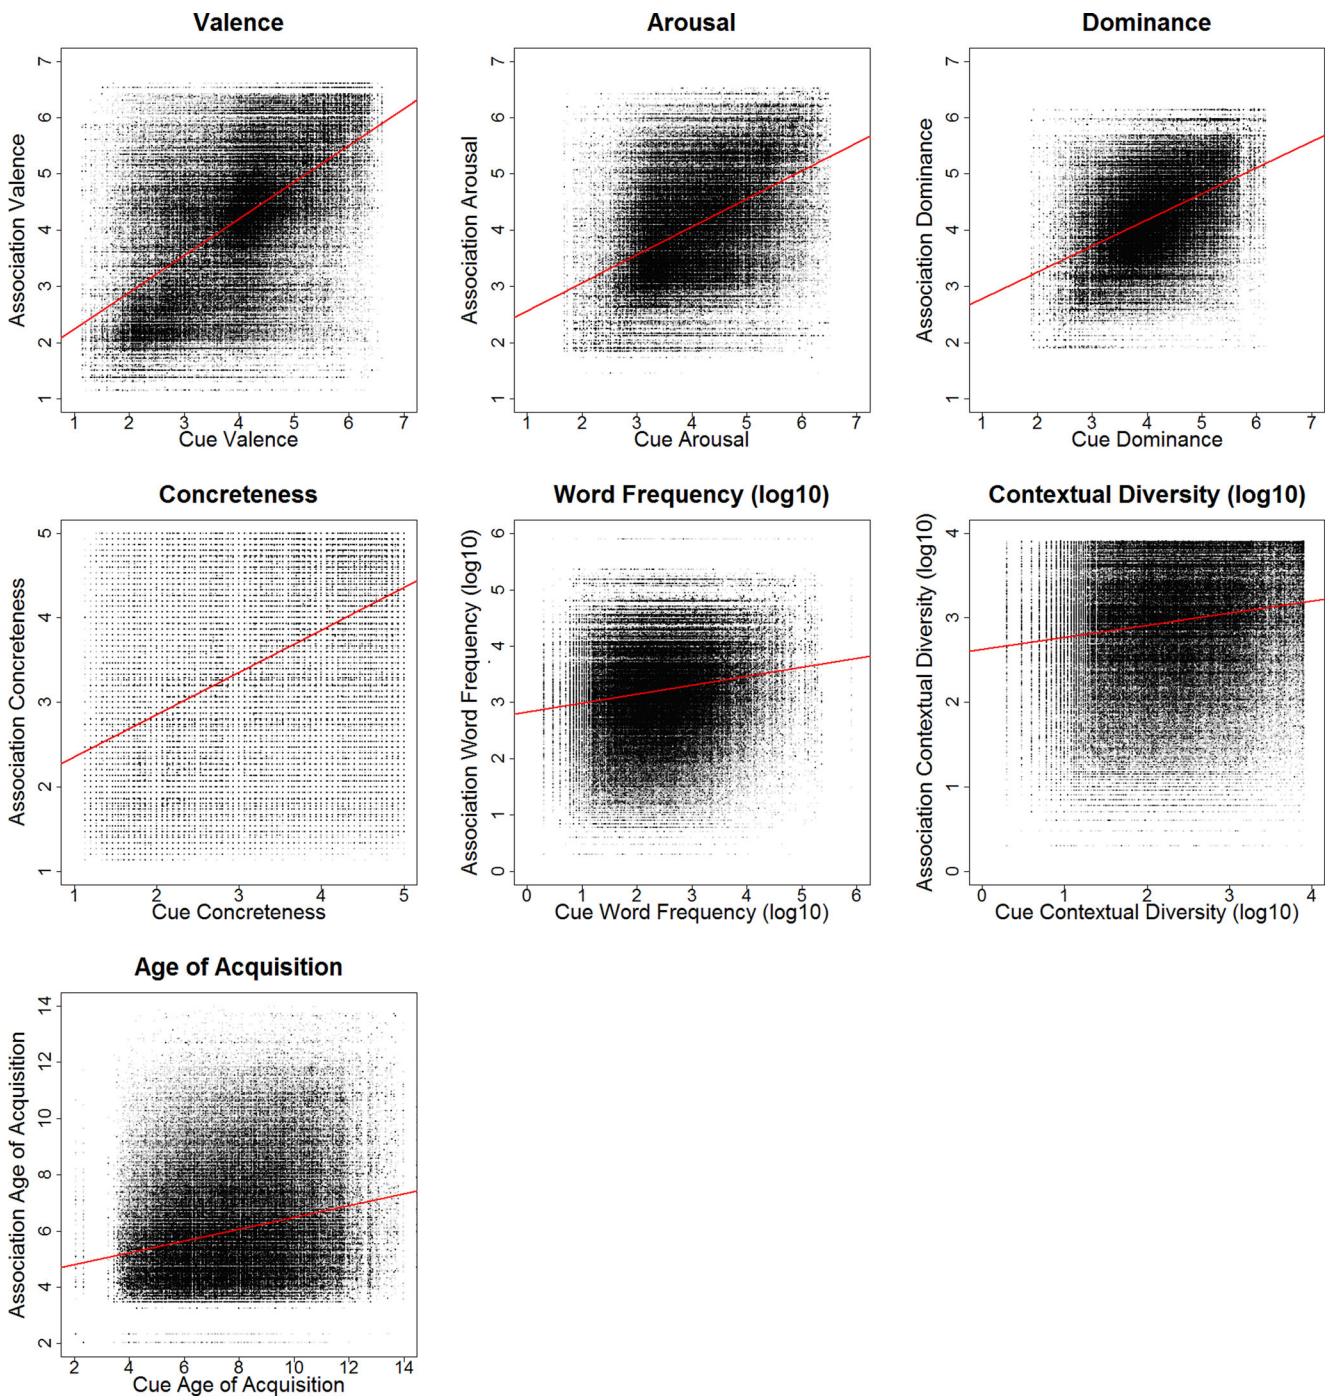 Valence
Arousal
Dominance
Association Valence
7
6
5
4
3
2
1
1 2 3 4 5 6 7
Cue Valence
Association Arousal
7
6
5
4
3
2
1
1 2 3 4 5 6 7
Cue Arousal
Association Dominance
7
6
5
4
3
2
1
1 2 3 4 5 6 7
Cue Dominance
Concreteness
Word Frequency (log10)
Contextual Diversity (log10)
Association Concreteness
5
4
3
2
1
1 2 3 4 5
Cue Concreteness
Association Word Frequency (log10)
6
5
4
3
2
1
0
0 1 2 3 4 5 6
Cue Word Frequency (log10)
Association Contextual Diversity (log10)
4
3
2
1
0
0 1 2 3 4
Cue Contextual Diversity (log10)
Age of Acquisition
Association Age of Acquisition
14
12
10
8
6
4
2
2 4 6 8 10 12 14
Cue Age of Acquisition